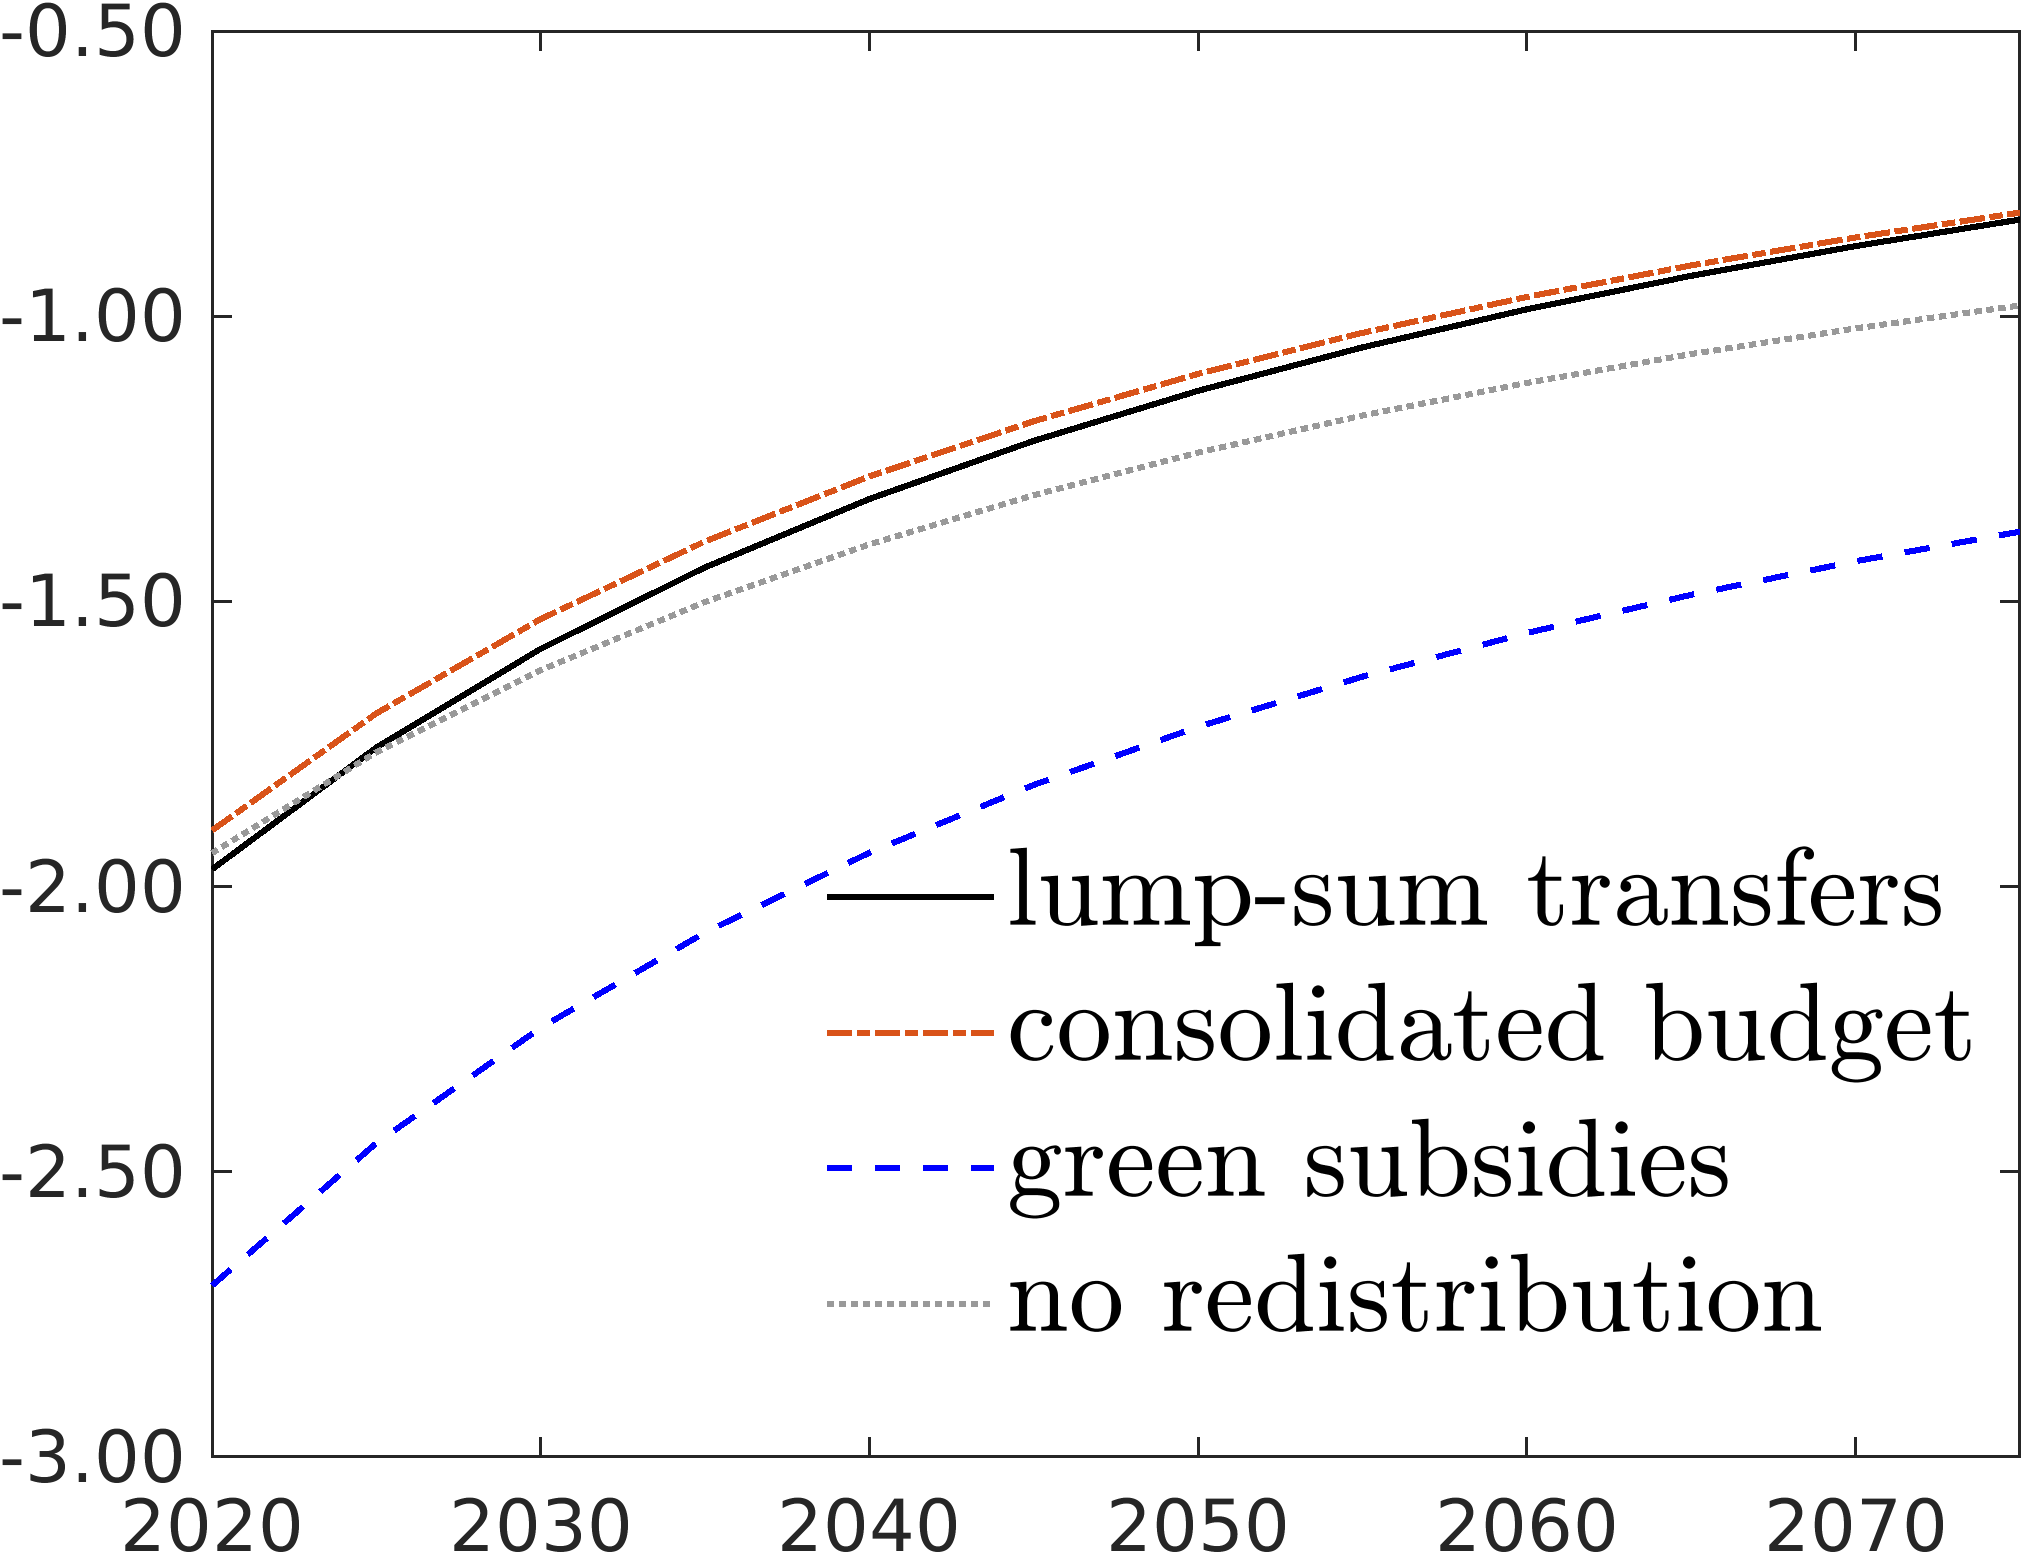 -0.50
-1.00
-1.50
-2.00
-2.50
-3.00
lump-sum transfers
consolidated budget
green subsidies
no redistribution
2020 2030 2040 2050 2060 2070